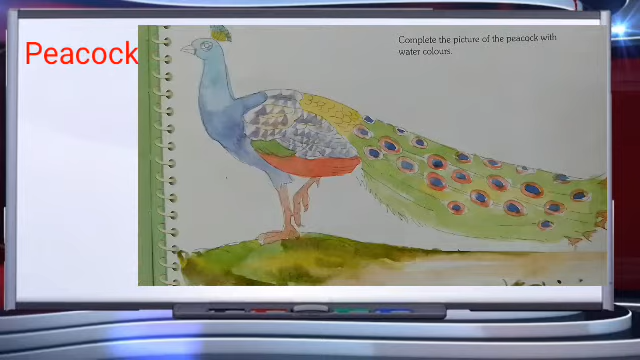 Peacock
Complete the picture of the peacock with
water colours.